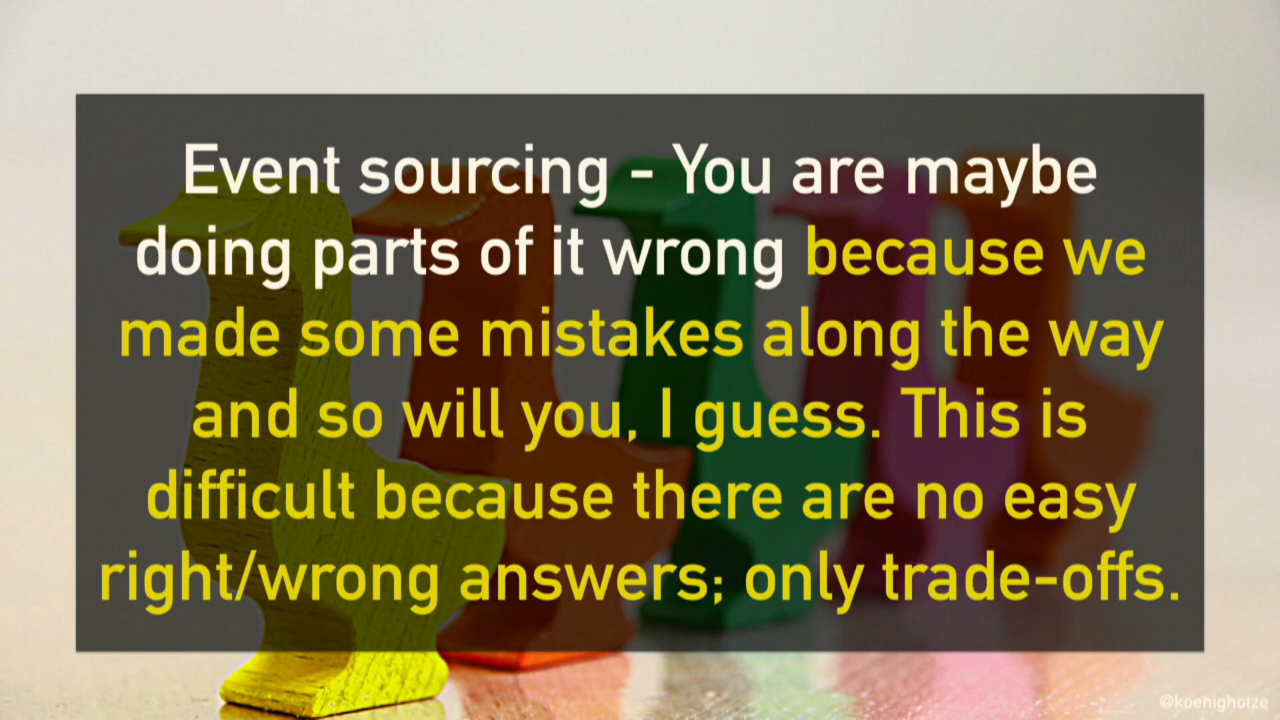 Event sourcing - You are maybe
doing parts of it wrong because we
made some mistakes along the way
and so will you, I guess. This is
difficult because there are no easy
right/wrong answers; only trade-offs.
@koenighotze